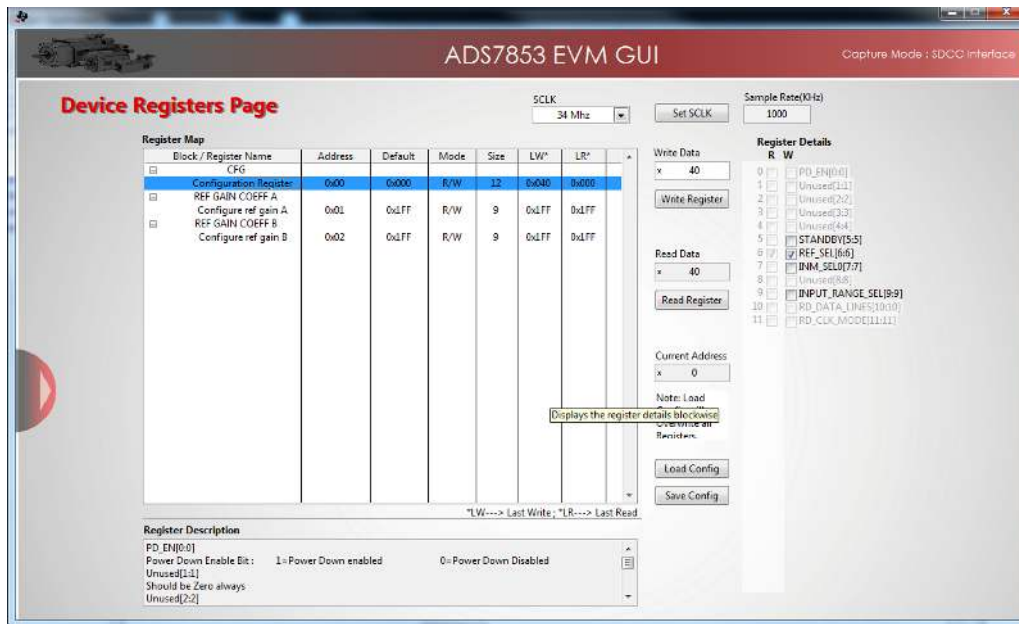 ADS7853 EVM GUI
Capture Mode : SDCC Interface
Device Registers Page
SCLK
34 Mhz
Set SCLK
Sample Rate(KHz)
1000
Register Map
Block / Register Name Address Default Mode Size LW* LR*
CFG
Configuration Register 0x00 0x000 R/W 12 0x040 0x000
REF GAIN COEFF A
Configure ref gain A 0x01 0x1FF R/W 9 0x1FF 0x1FF
REF GAIN COEFF B
Configure ref gain B 0x02 0x1FF R/W 9 0x1FF 0x1FF
*LW---> Last Write ; *LR---> Last Read
Write Data
x 40
Write Register
Read Data
x 40
Read Register
Current Address
x 0
Note: Load
Displays the register details blockwise
Overwrite all
Registers.
Load Config
Save Config
Register Details
R W
0 PD_EN[0:0]
1 Unused[1:1]
2 Unused[2:2]
3 Unused[3:3]
4 Unused[4:4]
5 STANDBY[5:5]
6 REF_SEL[6:6]
7 INM_SEL0[7:7]
8 Unused[8:8]
9 INPUT_RANGE_SEL[9:9]
10 RD_DATA_LINES[10:10]
11 RD_CLK_MODE[11:11]
Register Description
PD_EN[0:0]
Power Down Enable Bit : 1=Power Down enabled 0=Power Down Disabled
Unused[1:1]
Should be Zero always
Unused[2:2]